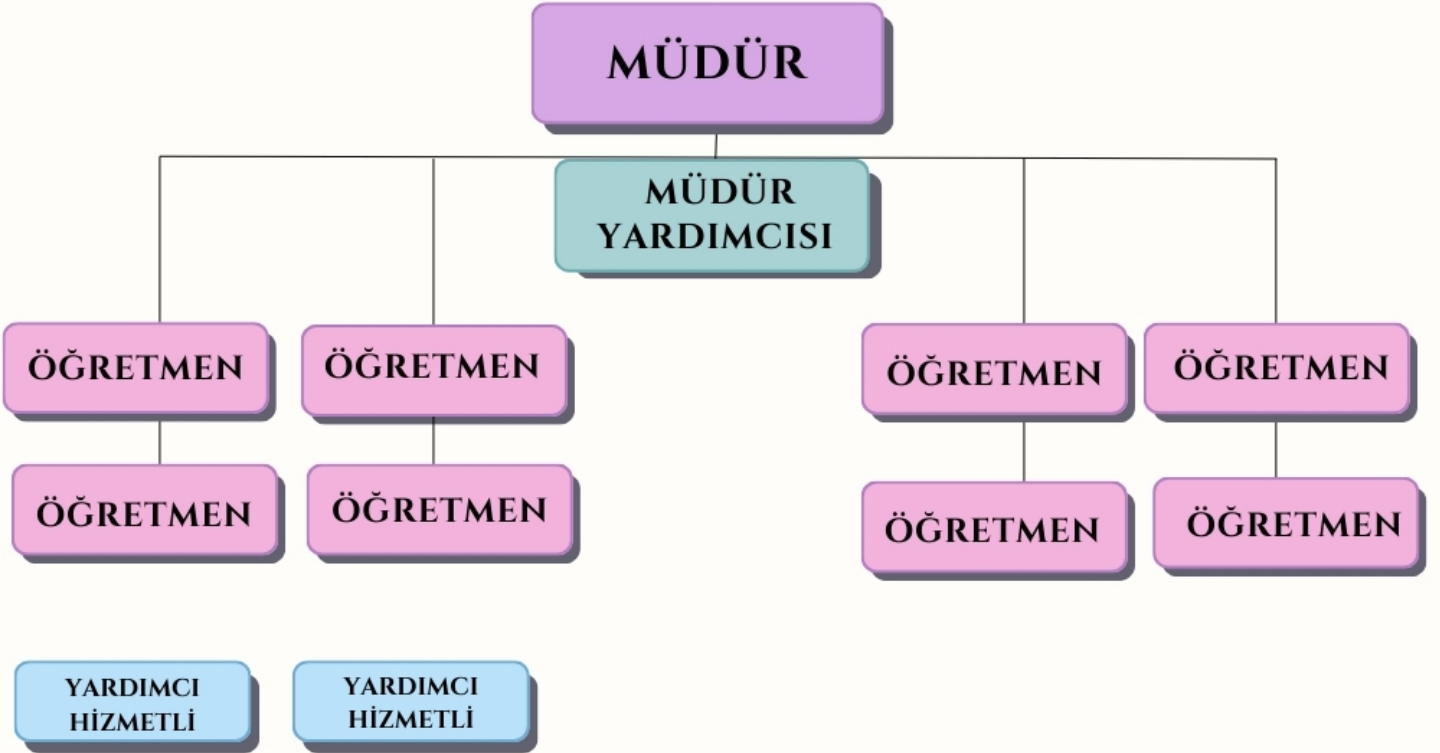 MÜDÜR
MÜDÜR
YARDIMCISI
ÖĞRETMEN
ÖĞRETMEN
ÖĞRETMEN
ÖĞRETMEN
ÖĞRETMEN
ÖĞRETMEN
ÖĞRETMEN
ÖĞRETMEN
YARDIMCI
HİZMETLİ
YARDIMCI
HİZMETLİ